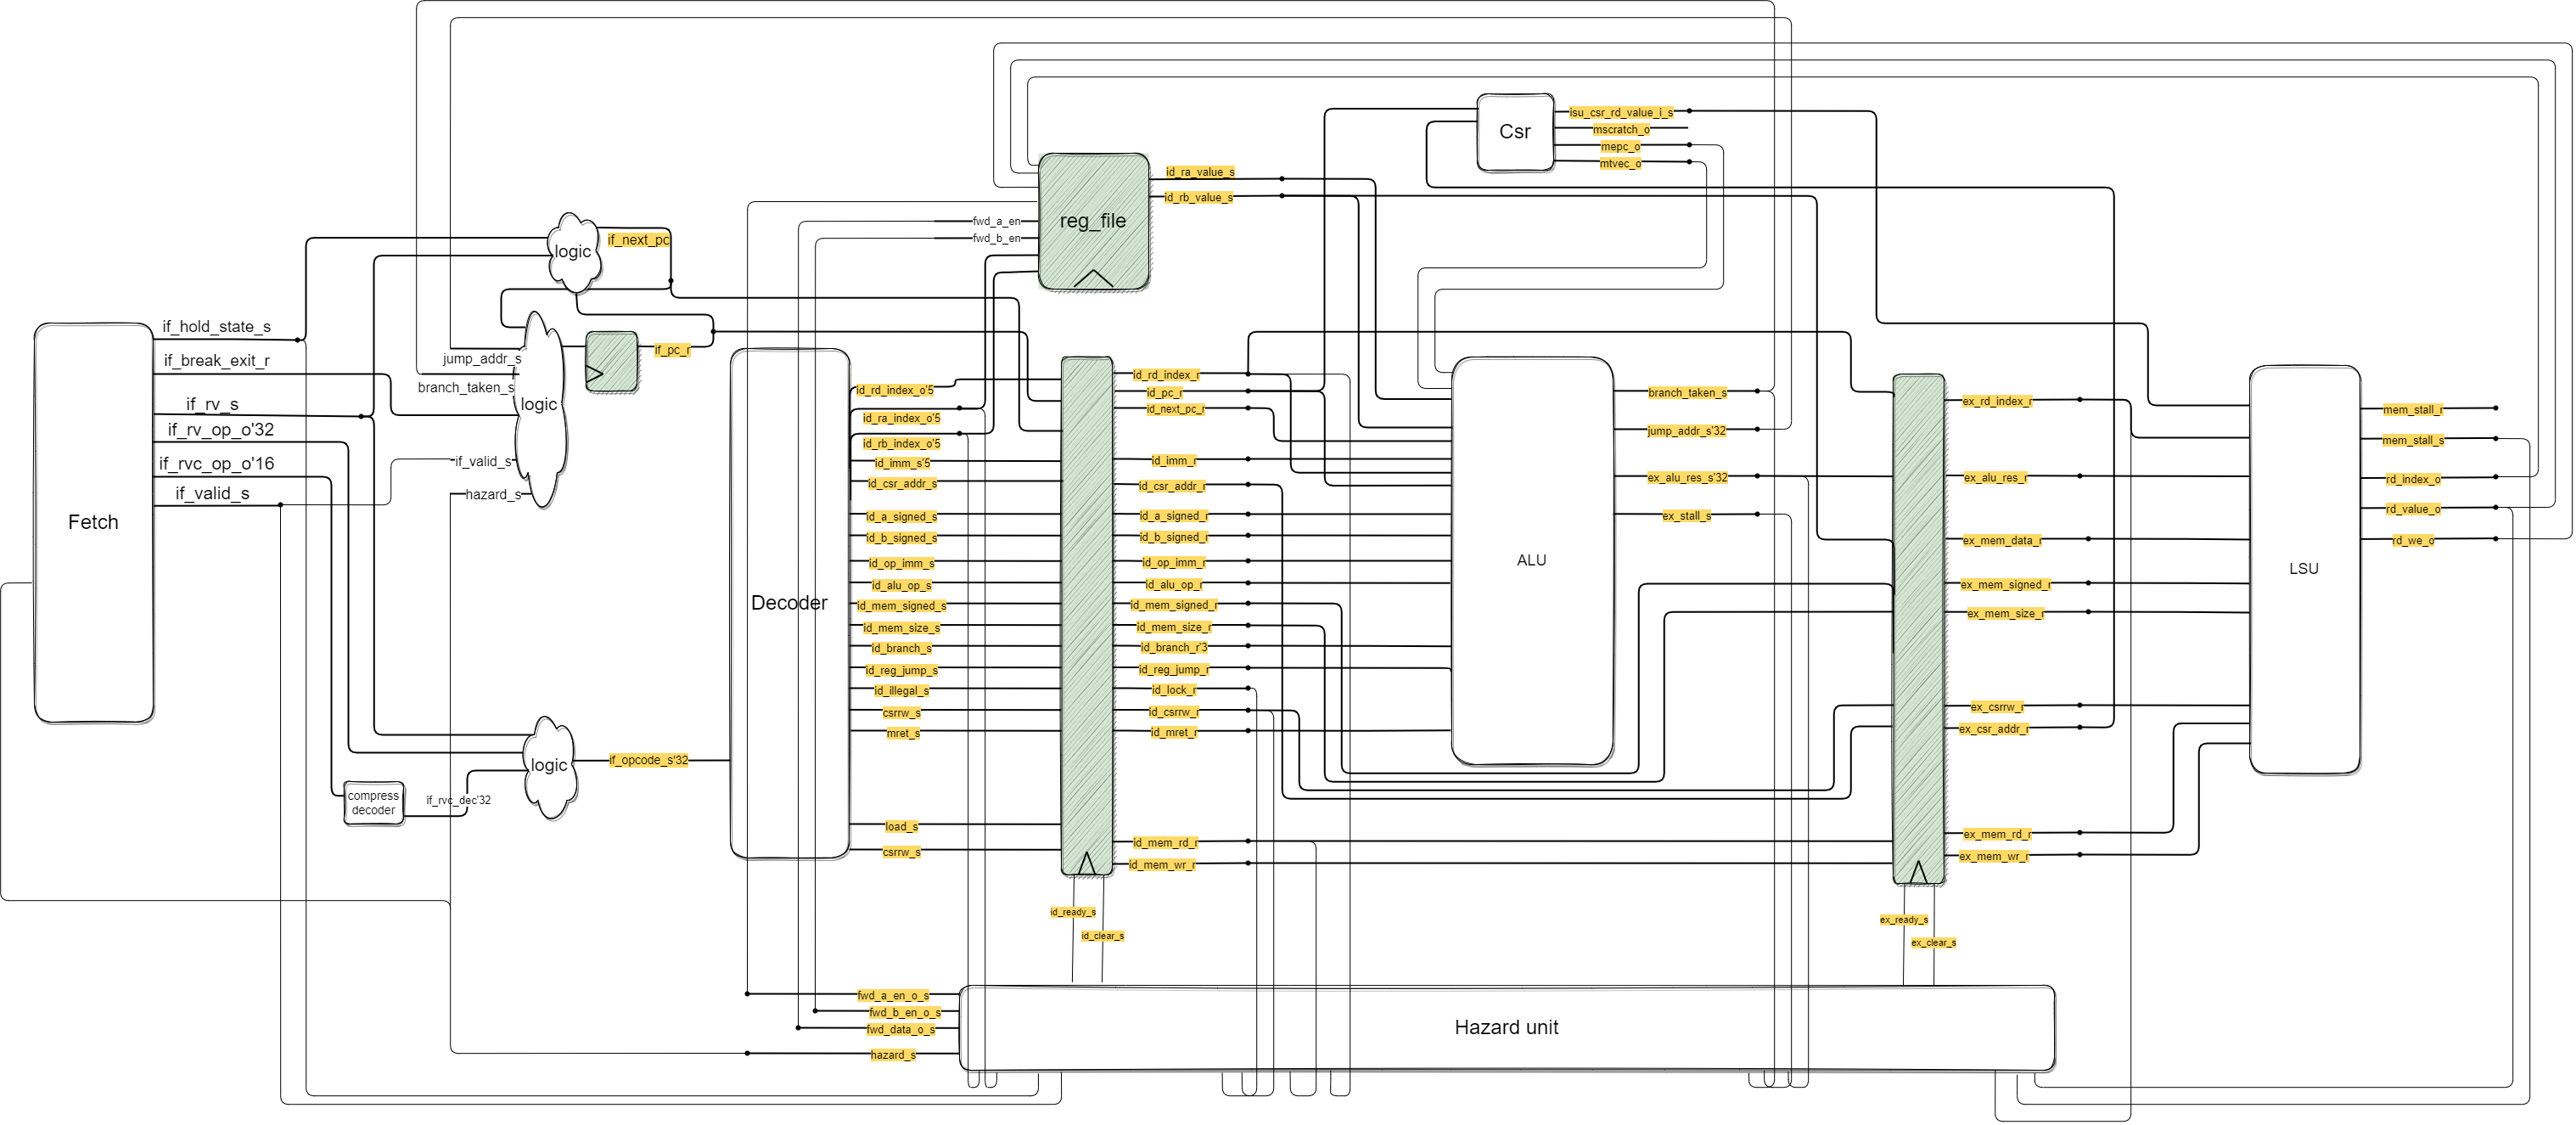 Fetch
if_hold_state_s
if_break_exit_r
if_rv_s
if_rv_op_o'32
if_rvc_op_o'16
if_valid_s
logic
if_next_pc
jump_addr_s
branch_taken_s
logic
if_valid_s
hazard_s
if_pc_r
compress
decoder
if_rvc_dec'32
logic
if_opcode_s'32
Decoder
id_rd_index_o'5
id_ra_index_o'5
id_rb_index_o'5
id_imm_s'5
id_csr_addr_s
id_a_signed_s
id_b_signed_s
id_op_imm_s
id_alu_op_s
id_mem_signed_s
id_mem_size_s
id_branch_s
id_reg_jump_s
id_illegal_s
csrrw_s
mret_s
load_s
csrrw_s
fwd_a_en
fwd_b_en
reg_file
id_ra_value_s
id_rb_value_s
id_rd_index_r
id_pc_r
id_next_pc_r
id_imm_r
id_csr_addr_r
id_a_signed_r
id_b_signed_r
id_op_imm_r
id_alu_op_r
id_mem_signed_r
id_mem_size_r
id_branch_r'3
id_reg_jump_r
id_lock_r
id_csrrw_r
id_mret_r
id_mem_rd_r
id_mem_wr_r
id_ready_s
id_clear_s
Csr
isu_csr_rd_value_i_s
mscratch_o
mepc_o
mtvec_o
ALU
branch_taken_s
jump_addr_s'32
ex_alu_res_s'32
ex_stall_s
ex_rd_index_r
ex_alu_res_r
ex_mem_data_r
ex_mem_signed_r
ex_mem_size_r
ex_csrrw_r
ex_csr_addr_r
ex_mem_rd_r
ex_mem_wr_r
ex_ready_s
ex_clear_s
LSU
mem_stall_r
mem_stall_s
rd_index_o
rd_value_o
rd_we_o
fwd_a_en_o_s
fwd_b_en_o_s
fwd_data_o_s
hazard_s
Hazard unit